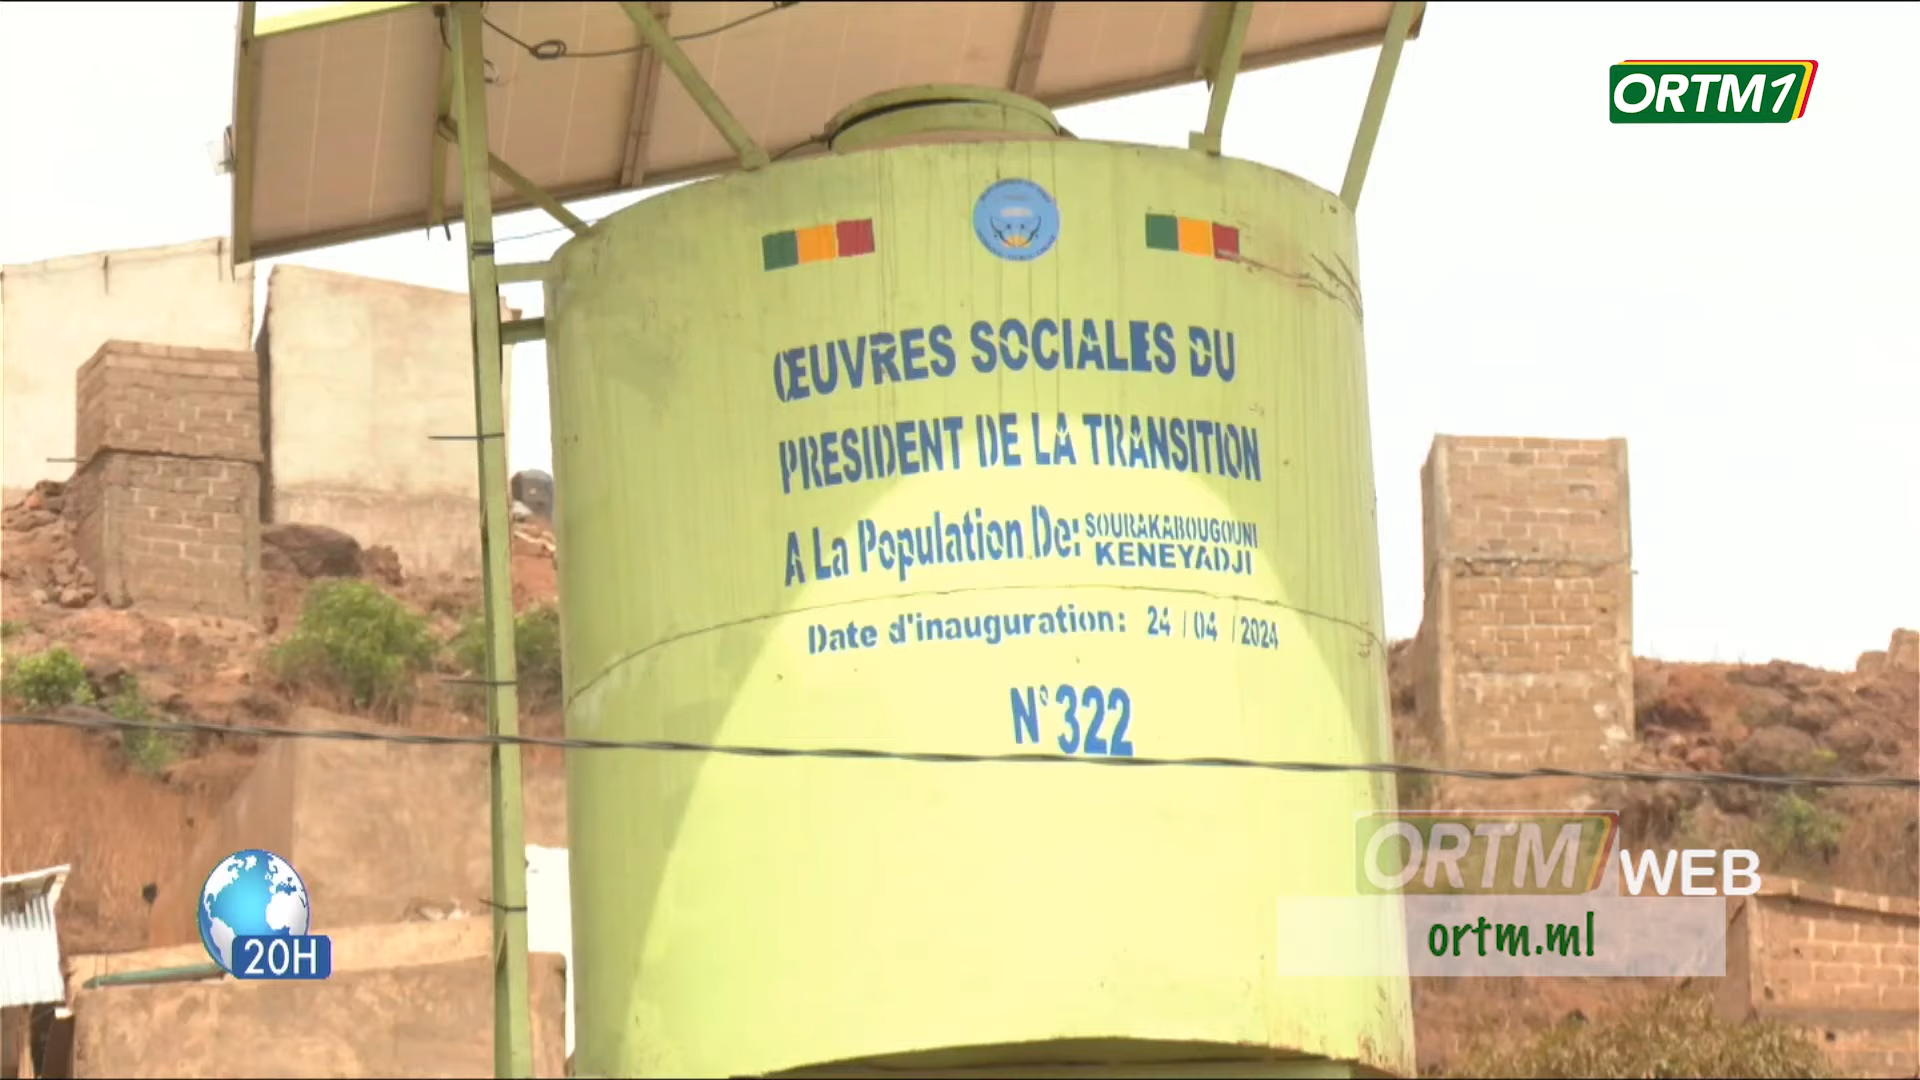 ORTM1
ŒUVRES SOCIALES DU
PRESIDENT DE LA TRANSITION
A La Population De: SOURAKABOUGOUNI
KENEYADJI
Date d'inauguration: 24 / 04 / 2024
N° 322
ORTM1 WEB
ortm.ml
20H